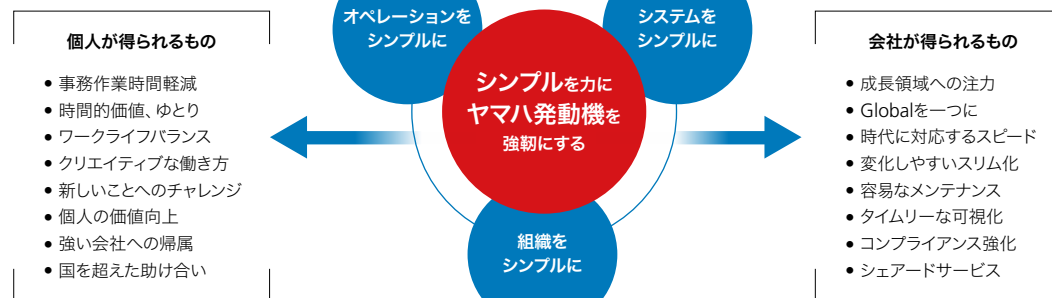 個人が得られるもの
• 事務作業時間軽減
• 時間的価値、ゆとり
• ワークライフバランス
• クリエイティブな働き方
• 新しいことへのチャレンジ
• 個人の価値向上
• 強い会社への帰属
• 国を超えた助け合い
オペレーションを
シンプルに
システムを
シンプルに
シンプルを力に
ヤマハ発動機を
強靭にする
組織を
シンプルに
会社が得られるもの
• 成長領域への注力
• Globalを一つに
• 時代に対応するスピード
• 変化しやすいスリム化
• 容易なメンテナンス
• タイムリーな可視化
• コンプライアンス強化
• シェアードサービス